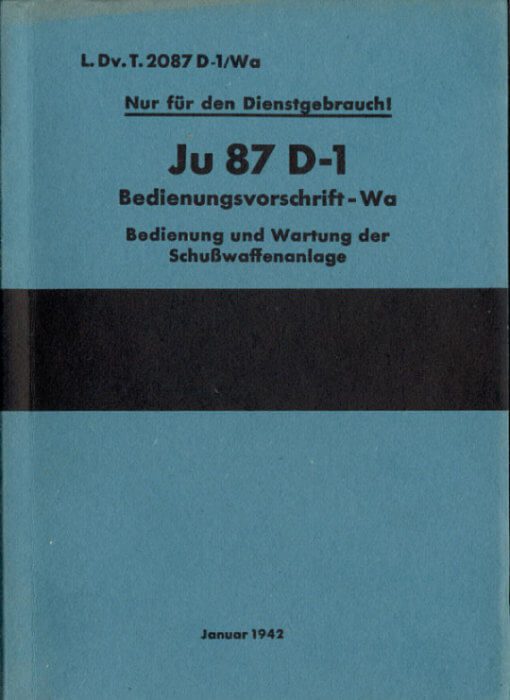 L.Dv.T. 2087 D-1/Wa
Nur für den Dienstgebrauch!
Ju 87 D-1
Bedienungsvorschrift-Wa
Bedienung und Wartung der
Schußwaffenanlage
Januar 1942